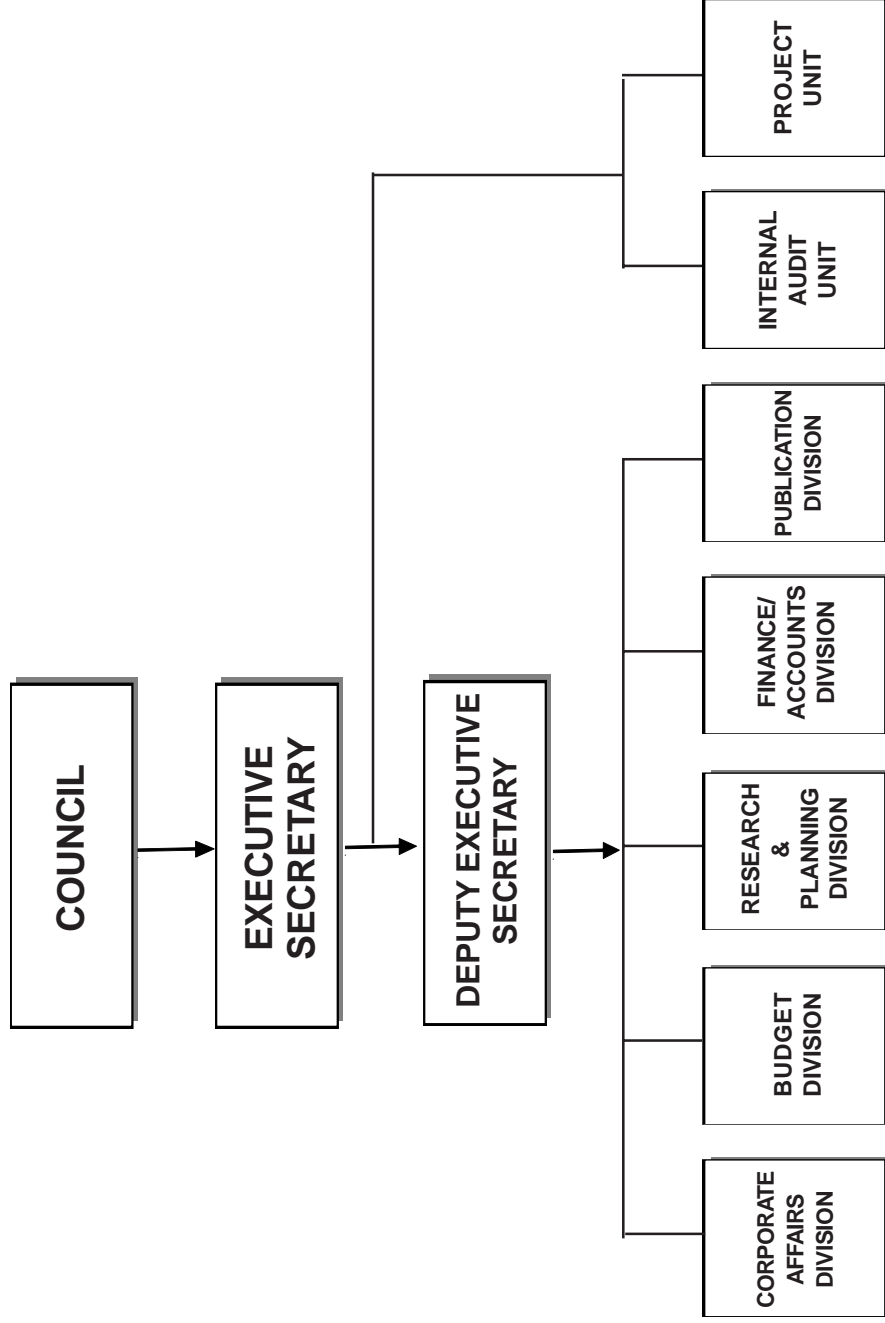 COUNCIL
EXECUTIVE
SECRETARY
DEPUTY EXECUTIVE
SECRETARY
CORPORATE
AFFAIRS
DIVISION
BUDGET
DIVISION
RESEARCH
&
PLANNING
DIVISION
FINANCE/
ACCOUNTS
DIVISION
PUBLICATION
DIVISION
INTERNAL
AUDIT
UNIT
PROJECT
UNIT